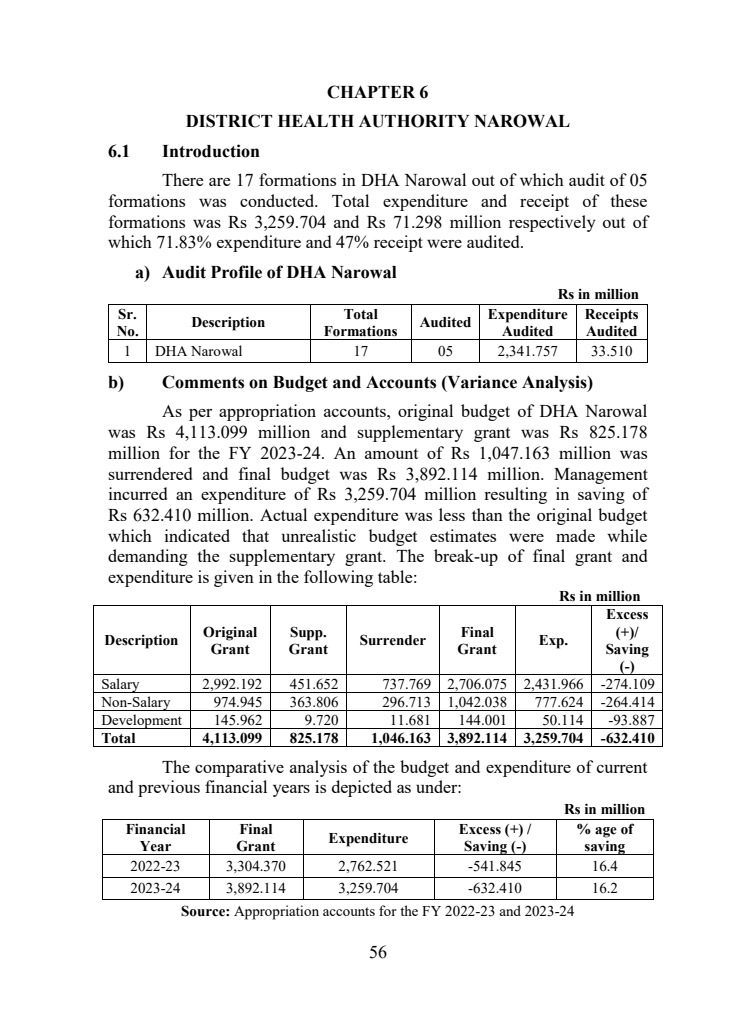 CHAPTER 6
DISTRICT HEALTH AUTHORITY NAROWAL
6.1 Introduction
There are 17 formations in DHA Narowal out of which audit of 05
formations was conducted. Total expenditure and receipt of these
formations was Rs 3,259.704 and Rs 71.298 million respectively out of
which 71.83% expenditure and 47% receipt were audited.
a) Audit Profile of DHA Narowal
Rs in million
Sr. No. Description Total Formations Audited Expenditure Audited Receipts Audited
1 DHA Narowal 17 05 2,341.757 33.510
b) Comments on Budget and Accounts (Variance Analysis)
As per appropriation accounts, original budget of DHA Narowal
was Rs 4,113.099 million and supplementary grant was Rs 825.178
million for the FY 2023-24. An amount of Rs 1,047.163 million was
surrendered and final budget was Rs 3,892.114 million. Management
incurred an expenditure of Rs 3,259.704 million resulting in saving of
Rs 632.410 million. Actual expenditure was less than the original budget
which indicated that unrealistic budget estimates were made while
demanding the supplementary grant. The break-up of final grant and
expenditure is given in the following table:
Rs in million
Description Original Grant Supp. Grant Surrender Final Grant Exp. Excess (+)/ Saving (-)
Salary 2,992.192 451.652 737.769 2,706.075 2,431.966 -274.109
Non-Salary 974.945 363.806 296.713 1,042.038 777.624 -264.414
Development 145.962 9.720 11.681 144.001 50.114 -93.887
Total 4,113.099 825.178 1,046.163 3,892.114 3,259.704 -632.410
The comparative analysis of the budget and expenditure of current
and previous financial years is depicted as under:
Rs in million
Financial Year Final Grant Expenditure Excess (+) / Saving (-) % age of saving
2022-23 3,304.370 2,762.521 -541.845 16.4
2023-24 3,892.114 3,259.704 -632.410 16.2
Source: Appropriation accounts for the FY 2022-23 and 2023-24
56